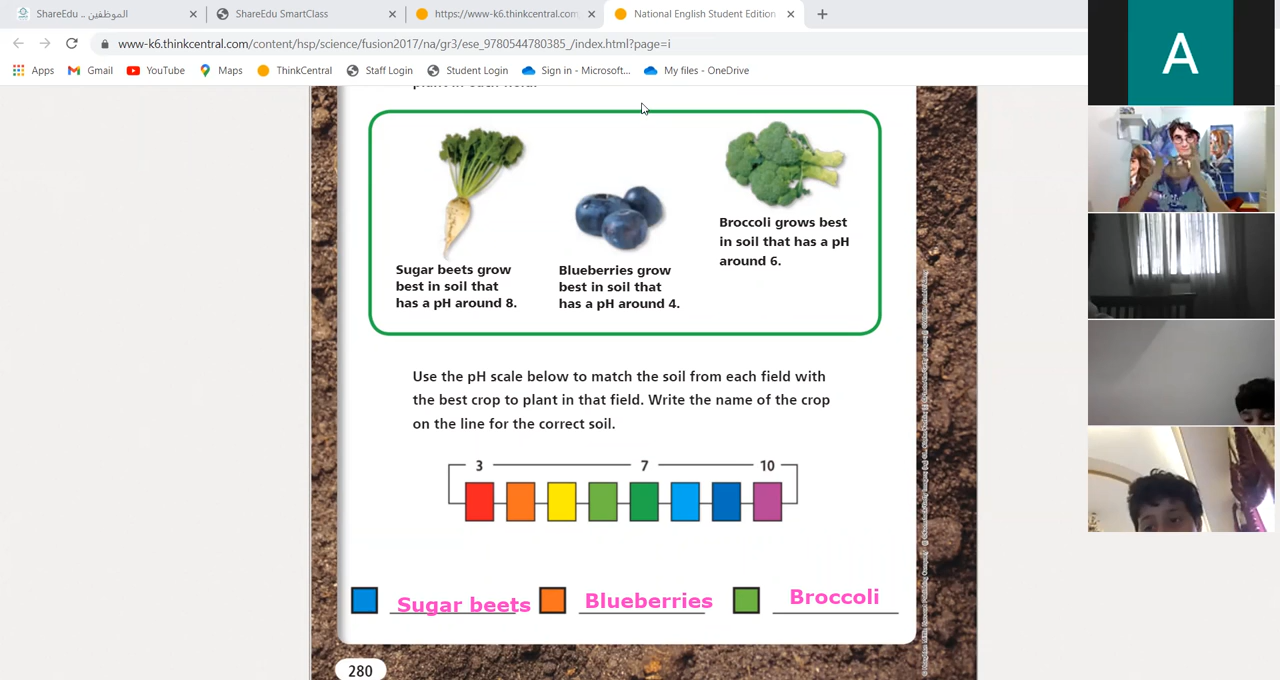 ShareEdu .. الموظفين
ShareEdu SmartClass
https://www-k6.thinkcentral.com/
National English Student Edition
www-k6.thinkcentral.com/content/hsp/science/fusion2017/na/gr3/ese_9780544780385_/index.html?page=i
Apps
Gmail
YouTube
Maps
ThinkCentral
Staff Login
Student Login
Sign in - Microsoft...
My files - OneDrive
A
plant in each field.
Sugar beets grow
best in soil that
has a pH around 8.
Blueberries grow
best in soil that
has a pH around 4.
Broccoli grows best
in soil that has a pH
around 6.
Use the pH scale below to match the soil from each field with
the best crop to plant in that field. Write the name of the crop
on the line for the correct soil.
3 7 10
Sugar beets Blueberries Broccoli
280